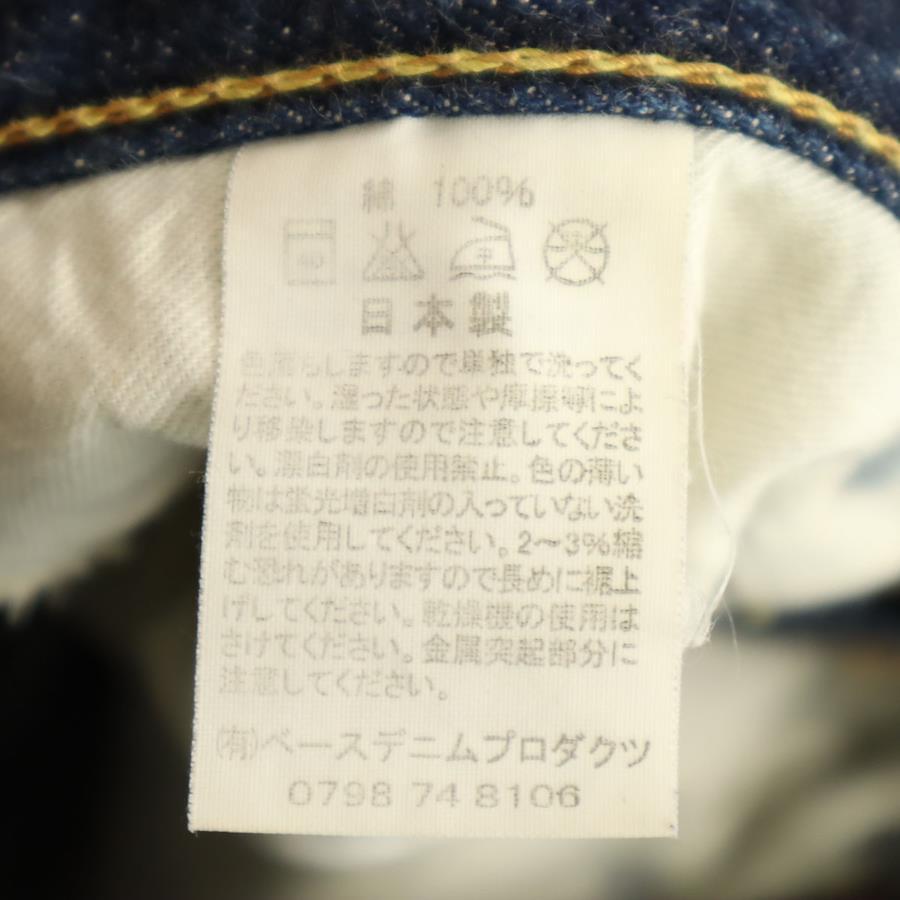 綿 100%
40
中
日本製
色落ちしますので単独で洗ってく
ださい。湿った状態や摩擦等によ
り移染しますので注意してくださ
い。漂白剤の使用禁止。色の薄い
物は蛍光増白剤の入っていない洗
剤を使用してください。2〜3%縮
む恐れがありますので長めに裾上
げしてください。乾燥機の使用は
さけてください。金属突起部分に
注意してください。
(有)ベースデニムプロダクツ
0798 74 8106